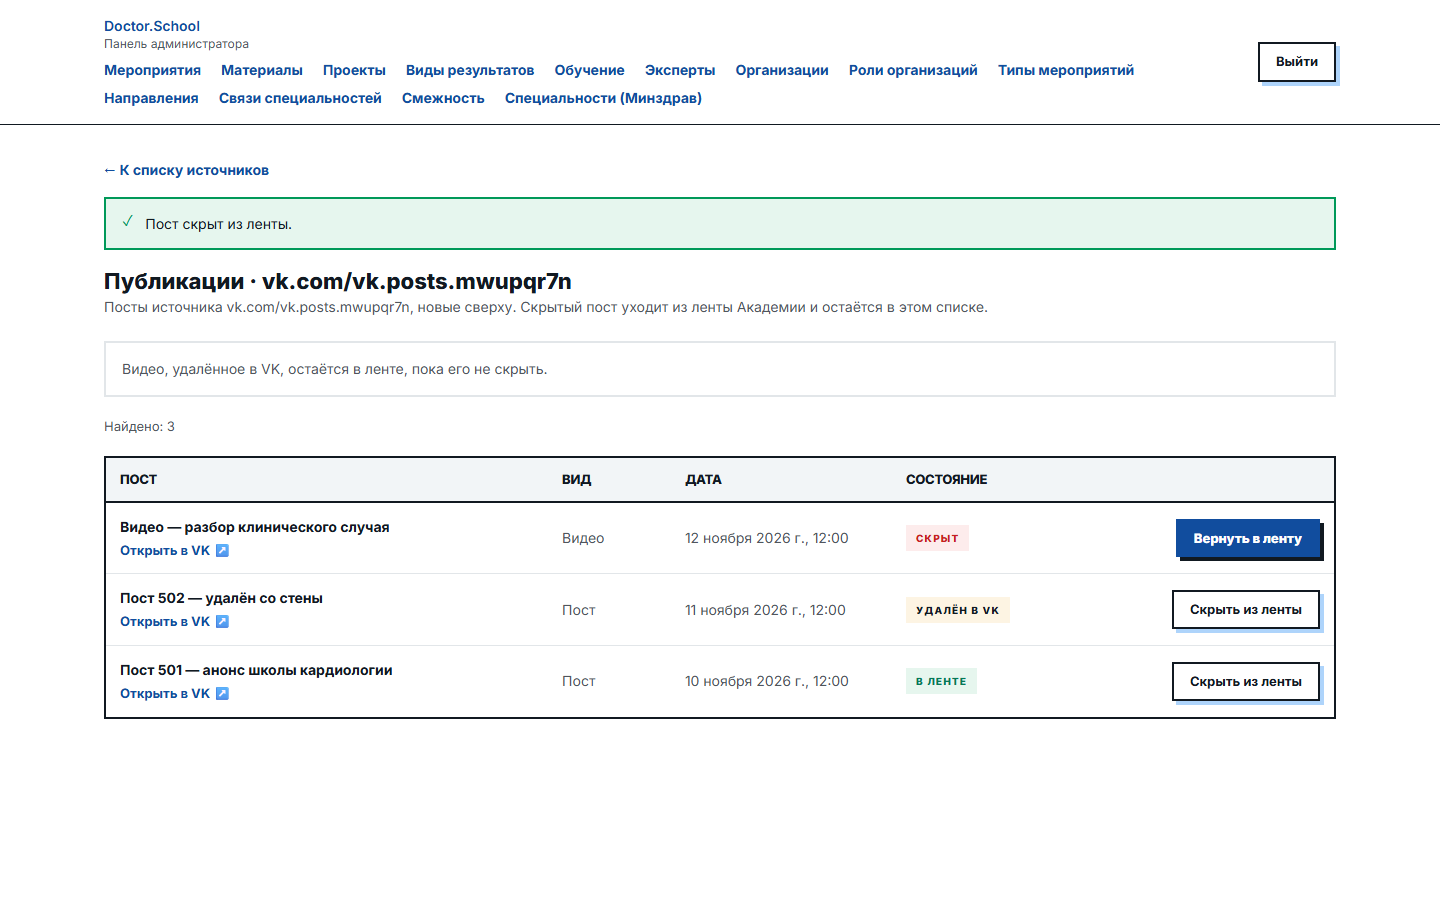 Doctor.School
Панель администратора
Мероприятия Материалы Проекты Виды результатов Обучение Эксперты Организации Роли организаций Типы мероприятий
Направления Связи специальностей Смежность Специальности (Минздрав)
Выйти
← К списку источников
✓ Пост скрыт из ленты.
Публикации · vk.com/vk.posts.mwupqr7n
Посты источника vk.com/vk.posts.mwupqr7n, новые сверху. Скрытый пост уходит из ленты Академии и остаётся в этом списке.
Видео, удалённое в VK, остаётся в ленте, пока его не скрыть.
Найдено: 3
ПОСТ ВИД ДАТА СОСТОЯНИЕ
Видео — разбор клинического случая
Открыть в VK ↗
Видео 12 ноября 2026 г., 12:00 СКРЫТ Вернуть в ленту
Пост 502 — удалён со стены
Открыть в VK ↗
Пост 11 ноября 2026 г., 12:00 УДАЛЁН В VK Скрыть из ленты
Пост 501 — анонс школы кардиологии
Открыть в VK ↗
Пост 10 ноября 2026 г., 12:00 В ЛЕНТЕ Скрыть из ленты